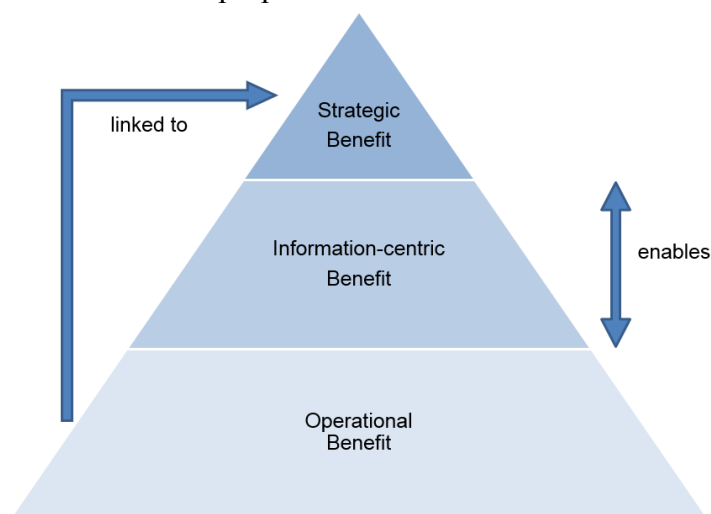 Strategic
Benefit
linked to
Information-centric
Benefit
enables
Operational
Benefit